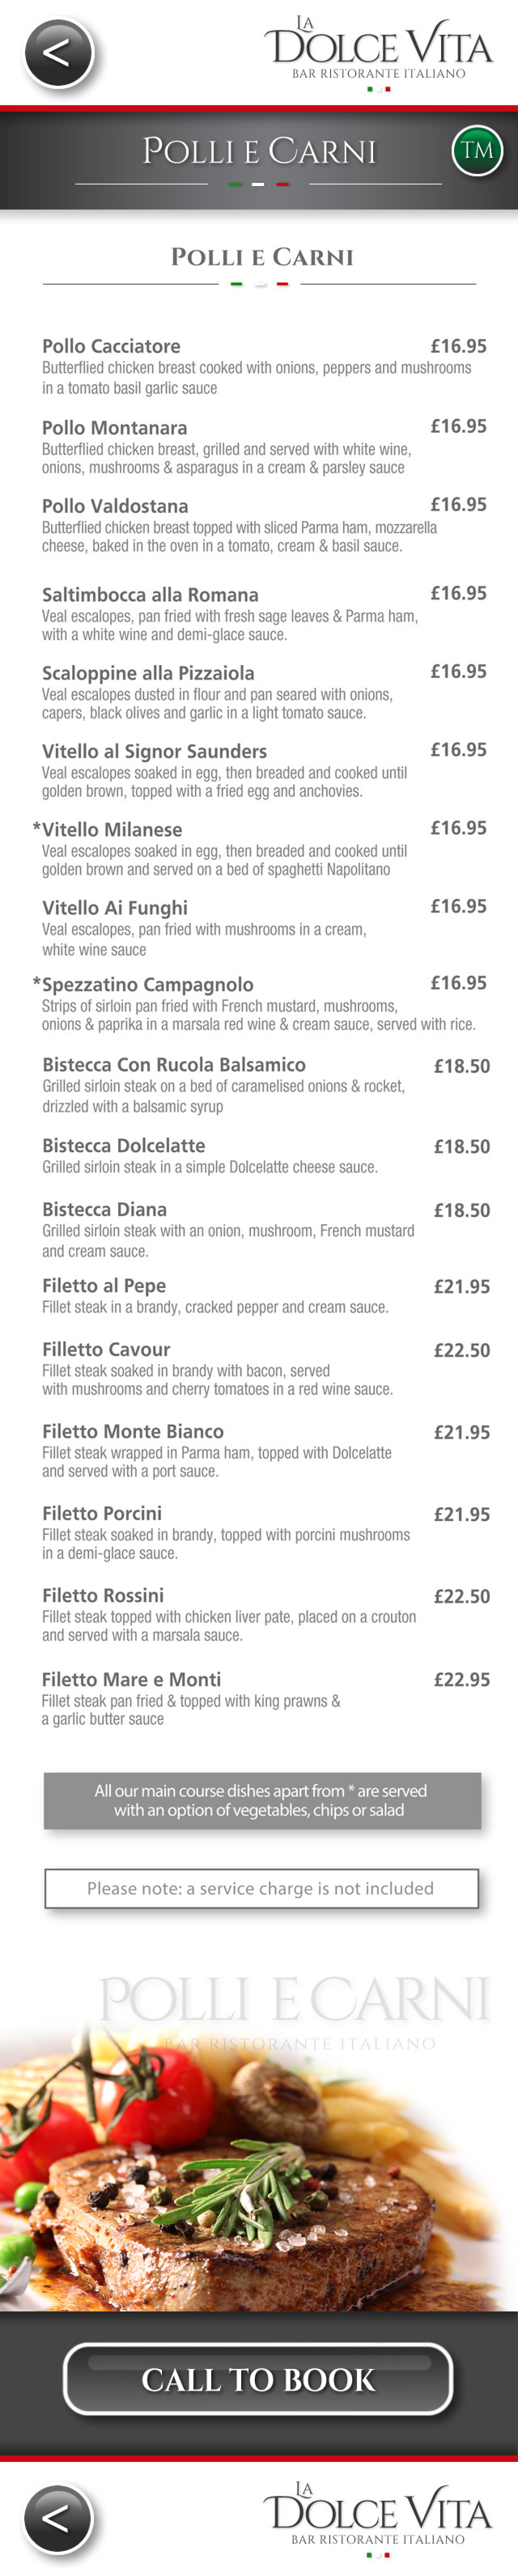 <
LA
DOLCE VITA
BAR RISTORANTE ITALIANO
POLLI E CARNI
TM
POLLI E CARNI
Pollo Cacciatore £16.95
Butterflied chicken breast cooked with onions, peppers and mushrooms
in a tomato basil garlic sauce
Pollo Montanara £16.95
Butterflied chicken breast, grilled and served with white wine,
onions, mushrooms & asparagus in a cream & parsley sauce
Pollo Valdostana £16.95
Butterflied chicken breast topped with sliced Parma ham, mozzarella
cheese, baked in the oven in a tomato, cream & basil sauce.
Saltimbocca alla Romana £16.95
Veal escalopes, pan fried with fresh sage leaves & Parma ham,
with a white wine and demi-glace sauce.
Scaloppine alla Pizzaiola £16.95
Veal escalopes dusted in flour and pan seared with onions,
capers, black olives and garlic in a light tomato sauce.
Vitello al Signor Saunders £16.95
Veal escalopes soaked in egg, then breaded and cooked until
golden brown, topped with a fried egg and anchovies.
*Vitello Milanese £16.95
Veal escalopes soaked in egg, then breaded and cooked until
golden brown and served on a bed of spaghetti Napolitano
Vitello Ai Funghi £16.95
Veal escalopes, pan fried with mushrooms in a cream,
white wine sauce
*Spezzatino Campagnolo £16.95
Strips of sirloin pan fried with French mustard, mushrooms,
onions & paprika in a marsala red wine & cream sauce, served with rice.
Bistecca Con Rucola Balsamico £18.50
Grilled sirloin steak on a bed of caramelised onions & rocket,
drizzled with a balsamic syrup
Bistecca Dolcelatte £18.50
Grilled sirloin steak in a simple Dolcelatte cheese sauce.
Bistecca Diana £18.50
Grilled sirloin steak with an onion, mushroom, French mustard
and cream sauce.
Filetto al Pepe £21.95
Fillet steak in a brandy, cracked pepper and cream sauce.
Filletto Cavour £22.50
Fillet steak soaked in brandy with bacon, served
with mushrooms and cherry tomatoes in a red wine sauce.
Filetto Monte Bianco £21.95
Fillet steak wrapped in Parma ham, topped with Dolcelatte
and served with a port sauce.
Filetto Porcini £21.95
Fillet steak soaked in brandy, topped with porcini mushrooms
in a demi-glace sauce.
Filetto Rossini £22.50
Fillet steak topped with chicken liver pate, placed on a crouton
and served with a marsala sauce.
Filetto Mare e Monti £22.95
Fillet steak pan fried & topped with king prawns &
a garlic butter sauce
All our main course dishes apart from * are served
with an option of vegetables, chips or salad
Please note: a service charge is not included
POLLI E CARNI
BAR RISTORANTE ITALIANO
CALL TO BOOK
<
LA
DOLCE VITA
BAR RISTORANTE ITALIANO